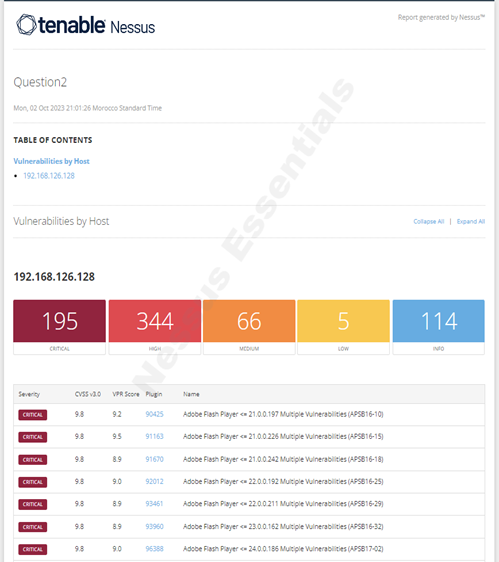 tenable Nessus
Report generated by Nessus™
Question2
Mon, 02 Oct 2023 21:01:26 Morocco Standard Time
TABLE OF CONTENTS
Vulnerabilities by Host
• 192.168.126.128
Vulnerabilities by Host
Collapse All | Expand All
192.168.126.128
195 344 66 5 114
CRITICAL HIGH MEDIUM LOW INFO
Severity CVSS v3.0 VPR Score Plugin Name
CRITICAL 9.8 9.2 90425 Adobe Flash Player <= 21.0.0.197 Multiple Vulnerabilities (APSB16-10)
CRITICAL 9.8 9.5 91163 Adobe Flash Player <= 21.0.0.226 Multiple Vulnerabilities (APSB16-15)
CRITICAL 9.8 8.9 91670 Adobe Flash Player <= 21.0.0.242 Multiple Vulnerabilities (APSB16-18)
CRITICAL 9.8 9.0 92012 Adobe Flash Player <= 22.0.0.192 Multiple Vulnerabilities (APSB16-25)
CRITICAL 9.8 8.9 93461 Adobe Flash Player <= 22.0.0.211 Multiple Vulnerabilities (APSB16-29)
CRITICAL 9.8 8.9 93960 Adobe Flash Player <= 23.0.0.162 Multiple Vulnerabilities (APSB16-32)
CRITICAL 9.8 9.0 96388 Adobe Flash Player <= 24.0.0.186 Multiple Vulnerabilities (APSB17-02)
Nessus Essentials